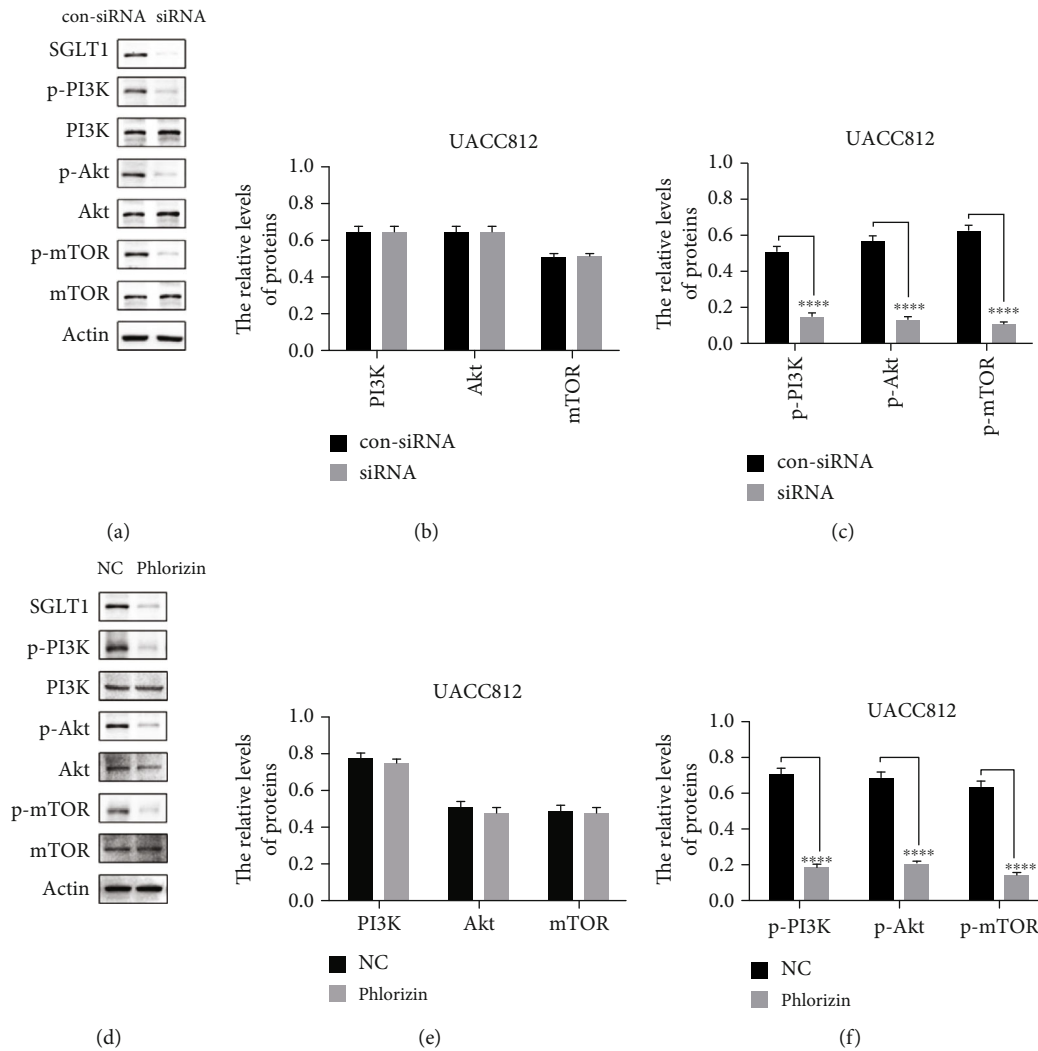 con-siRNA siRNA
SGLT1
p-PI3K
PI3K
p-Akt
Akt
p-mTOR
mTOR
Actin
(a)
UACC812
The relative levels
of proteins
1.0
0.8
0.6
0.4
0.2
0.0
PI3K
Akt
mTOR
con-siRNA
siRNA
(b)
UACC812
The relative levels
of proteins
1.0
0.8
0.6
0.4
0.2
0.0
**** **** ****
p-PI3K
p-Akt
p-mTOR
con-siRNA
siRNA
(c)
NC Phlorizin
SGLT1
p-PI3K
PI3K
p-Akt
Akt
p-mTOR
mTOR
Actin
(d)
UACC812
The relative levels
of proteins
1.0
0.8
0.6
0.4
0.2
0.0
PI3K Akt mTOR
NC
Phlorizin
(e)
UACC812
The relative levels
of proteins
1.0
0.8
0.6
0.4
0.2
0.0
**** **** ****
p-PI3K p-Akt p-mTOR
NC
Phlorizin
(f)